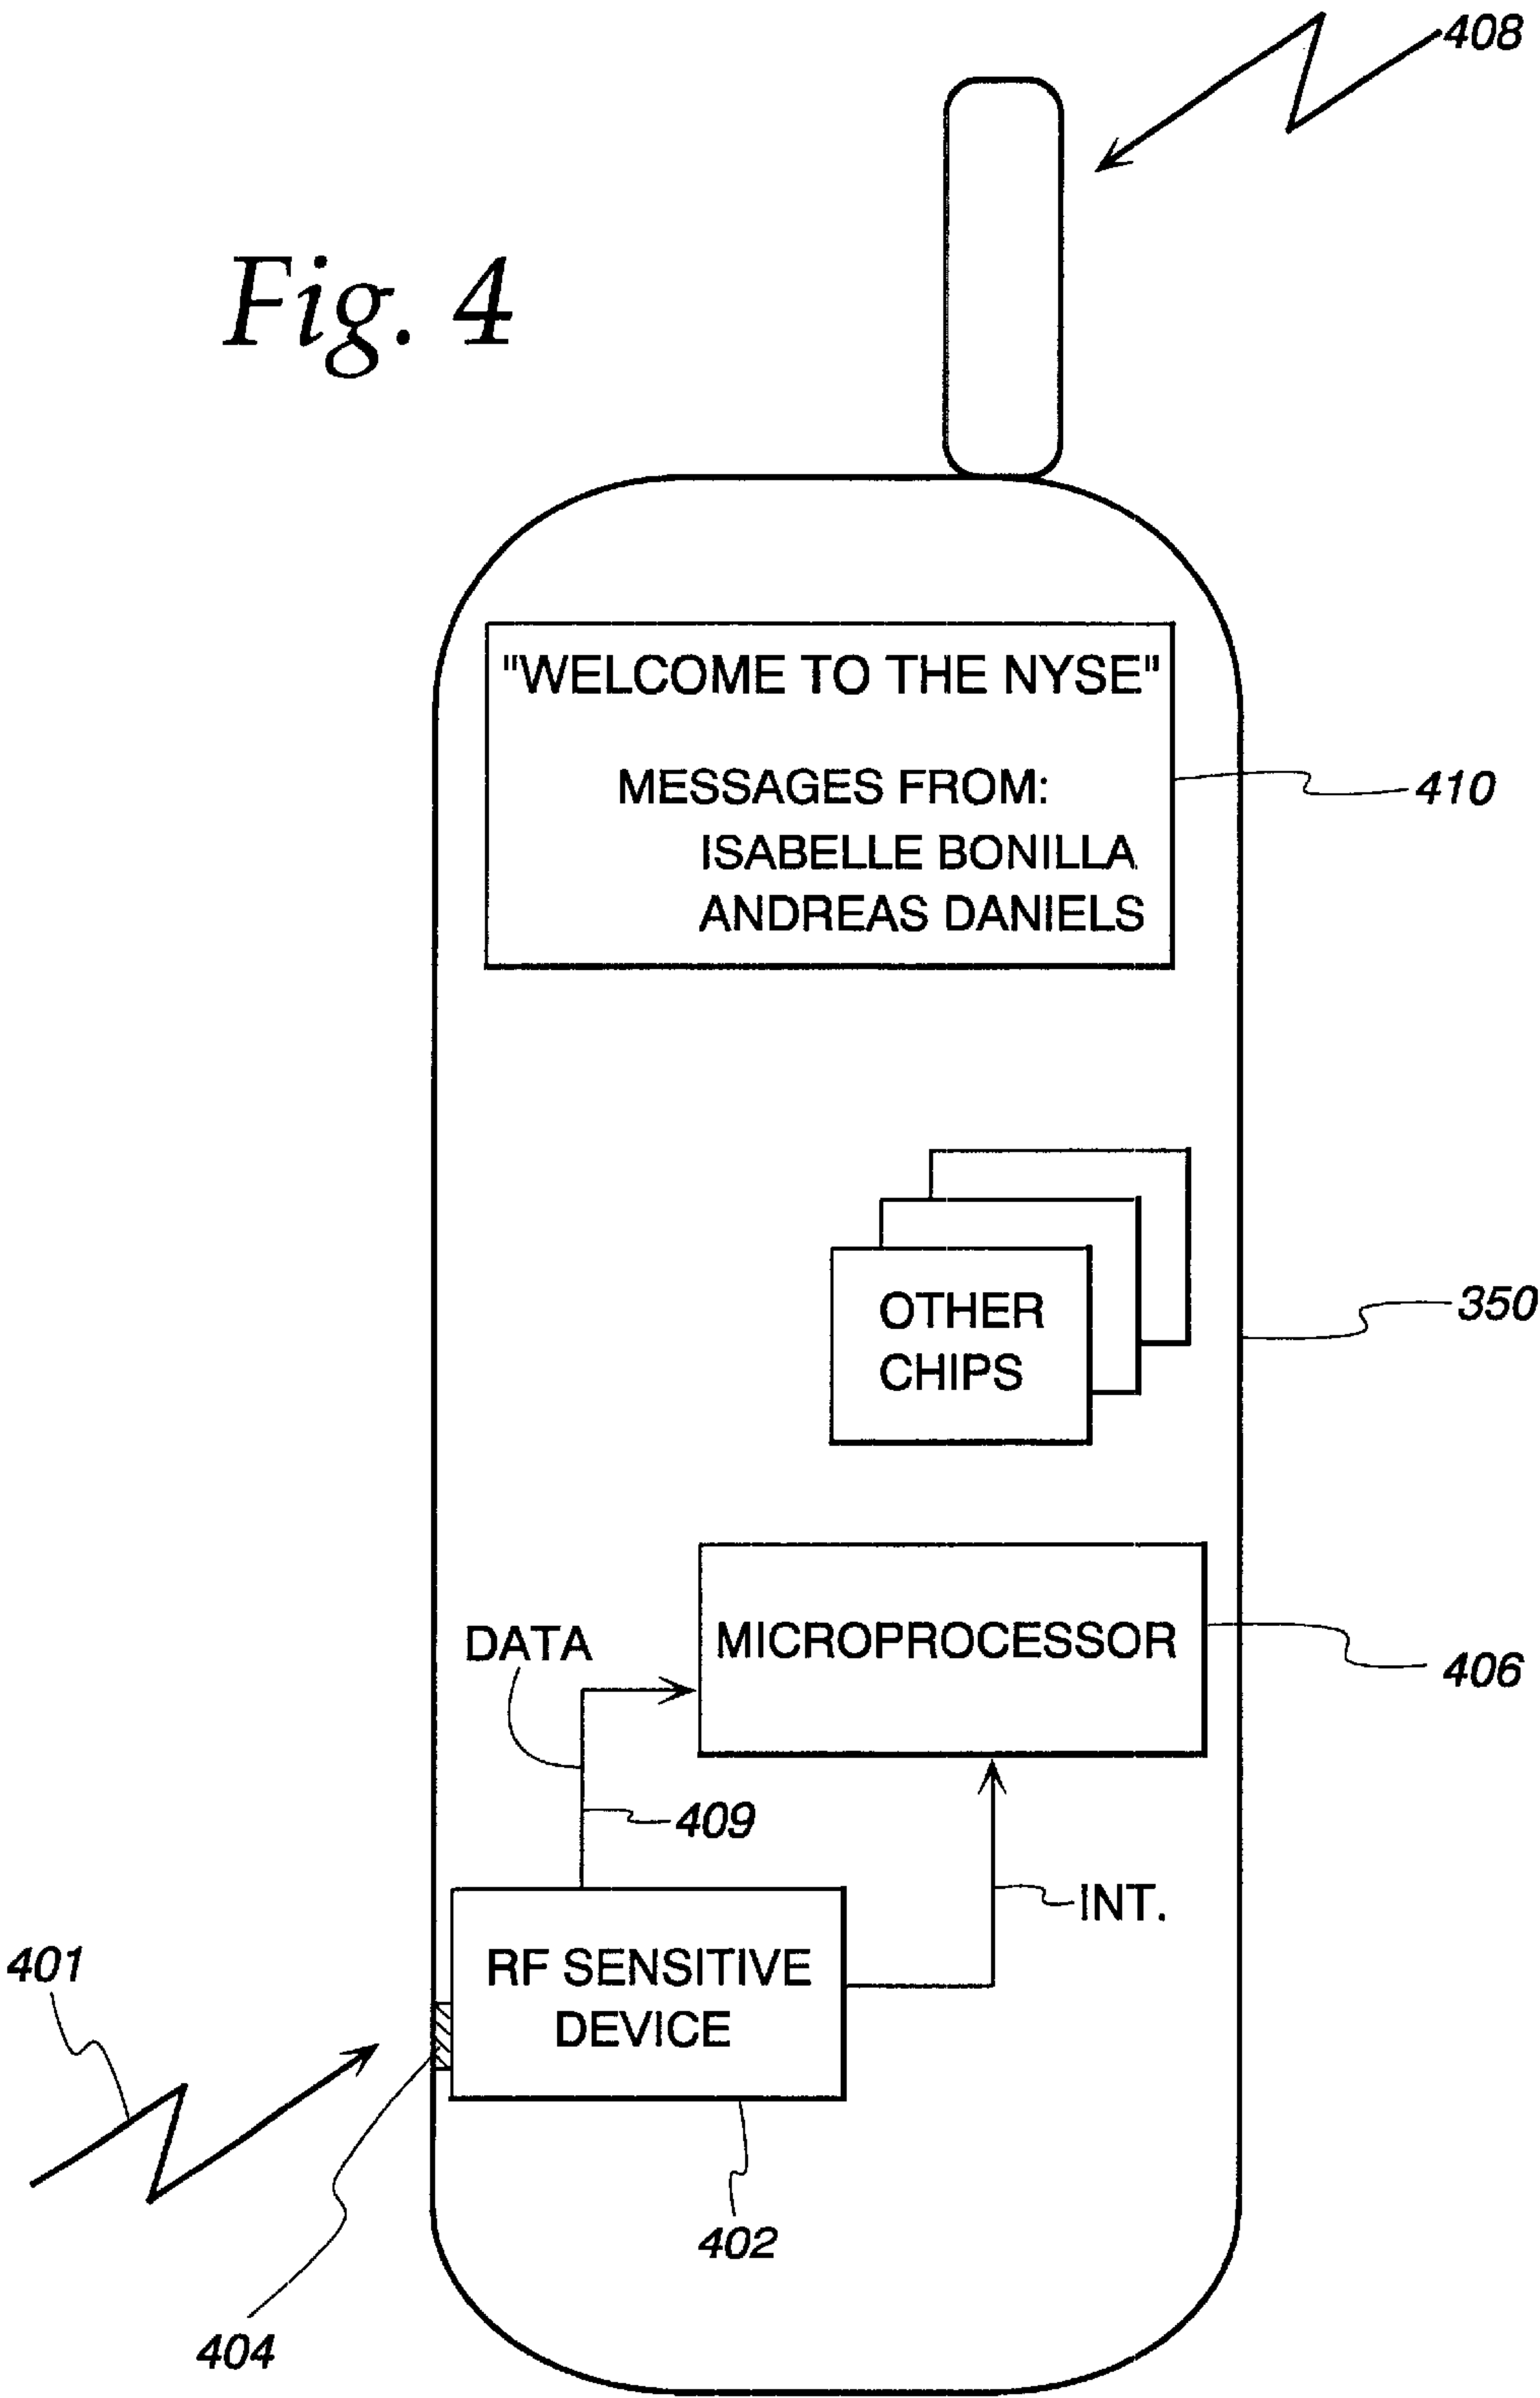 408
Fig. 4
"WELCOME TO THE NYSE"
MESSAGES FROM:
ISABELLE BONILLA
ANDREAS DANIELS
410
OTHER
CHIPS
350
MICROPROCESSOR
DATA
406
409
INT.
RF SENSITIVE
DEVICE
401
402
404